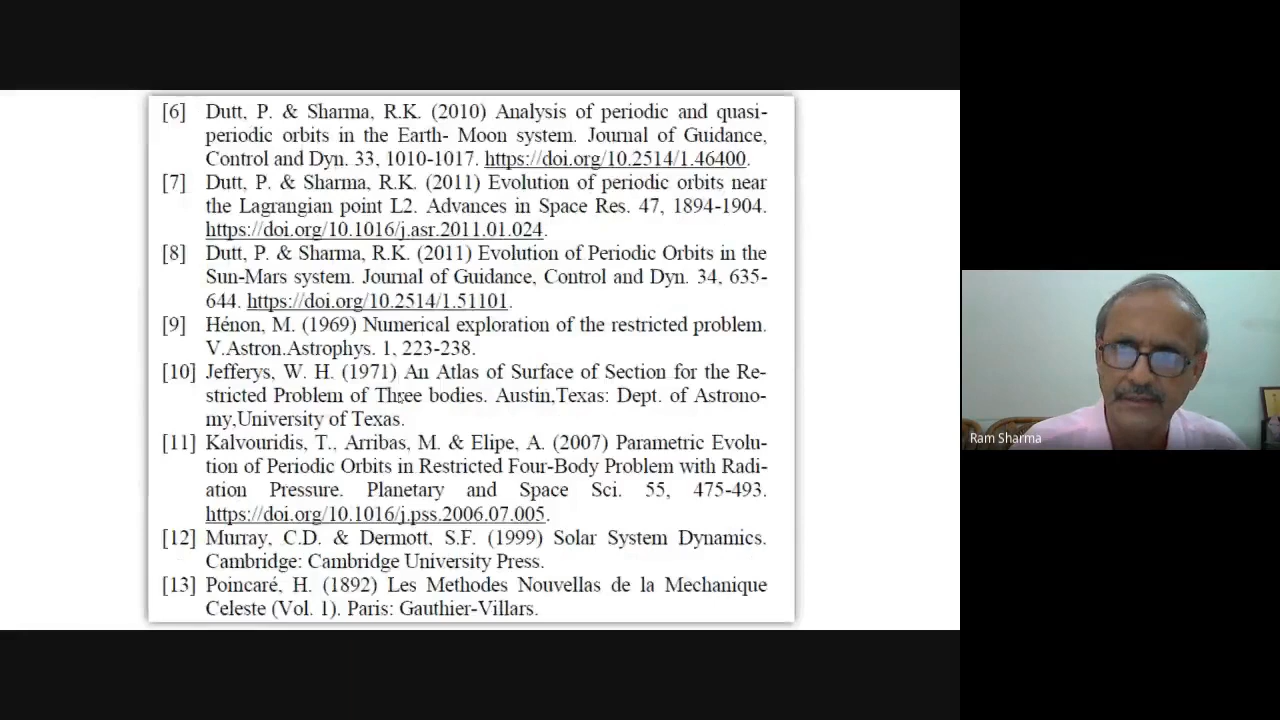 [6] Dutt, P. & Sharma, R.K. (2010) Analysis of periodic and quasi-
periodic orbits in the Earth- Moon system. Journal of Guidance,
Control and Dyn. 33, 1010-1017. https://doi.org/10.2514/1.46400.
[7] Dutt, P. & Sharma, R.K. (2011) Evolution of periodic orbits near
the Lagrangian point L2. Advances in Space Res. 47, 1894-1904.
https://doi.org/10.1016/j.asr.2011.01.024.
[8] Dutt, P. & Sharma, R.K. (2011) Evolution of Periodic Orbits in the
Sun-Mars system. Journal of Guidance, Control and Dyn. 34, 635-
644. https://doi.org/10.2514/1.51101.
[9] Hénon, M. (1969) Numerical exploration of the restricted problem.
V.Astron.Astrophys. 1, 223-238.
[10] Jefferys, W. H. (1971) An Atlas of Surface of Section for the Re-
stricted Problem of Three bodies. Austin,Texas: Dept. of Astrono-
my,University of Texas.
[11] Kalvouridis, T., Arribas, M. & Elipe, A. (2007) Parametric Evolu-
tion of Periodic Orbits in Restricted Four-Body Problem with Radi-
ation Pressure. Planetary and Space Sci. 55, 475-493.
https://doi.org/10.1016/j.pss.2006.07.005.
[12] Murray, C.D. & Dermott, S.F. (1999) Solar System Dynamics.
Cambridge: Cambridge University Press.
[13] Poincaré, H. (1892) Les Methodes Nouvellas de la Mechanique
Celeste (Vol. 1). Paris: Gauthier-Villars.
Ram Sharma